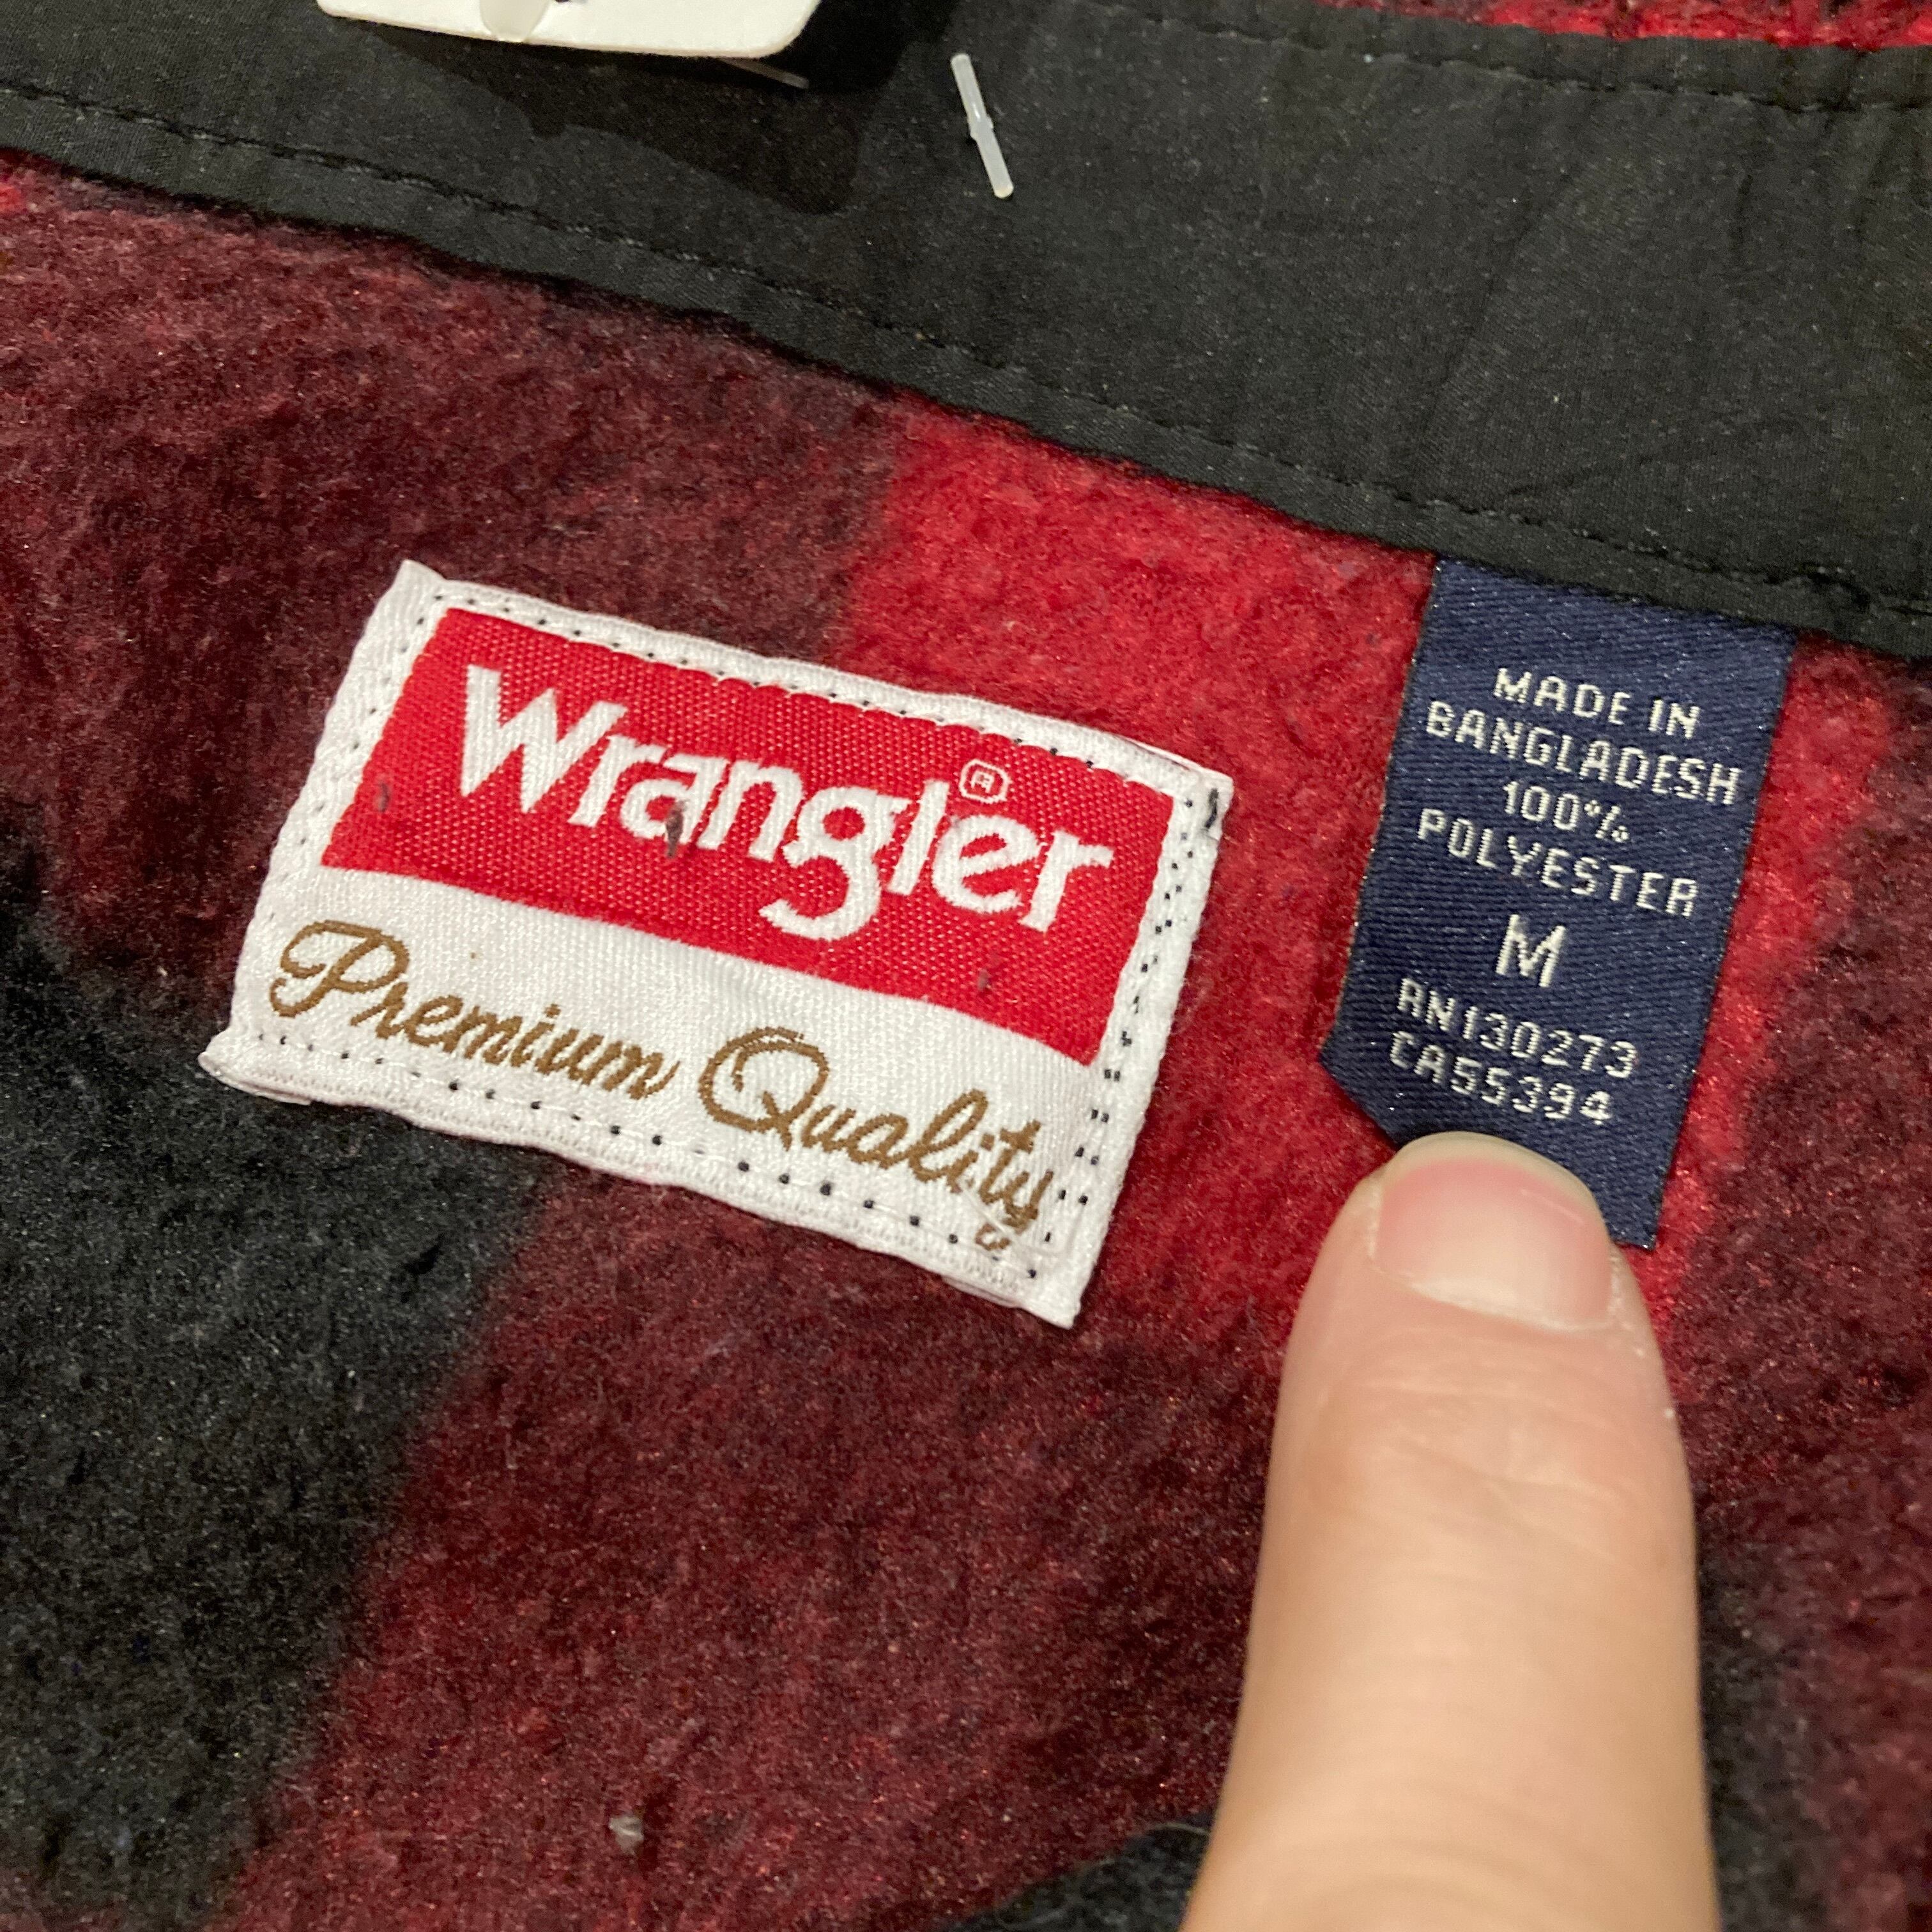 Wrangler®
Premium Quality
MADE IN
BANGLADESH
100%
POLYESTER
M
RN130273
CA55394